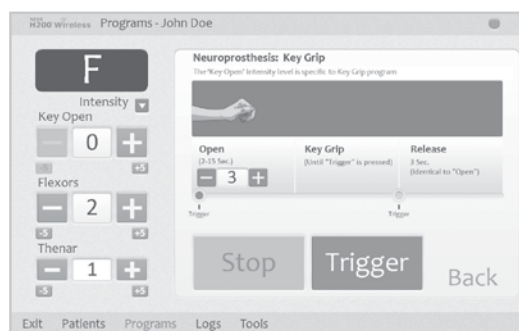 NESS
H200 Wireless
Programs - John Doe
F
Intensity
Key Open
0
-5 +5
Flexors
2
-5 +5
Thenar
1
-5 +5
Neuroprosthesis: Key Grip
The "Key Open" Intensity level is specific to Key Grip program
Open
(2-15 Sec.)
3
Key Grip
(Until "Trigger" is pressed)
Release
3 Sec.
(Identical to "Open")
Trigger
Trigger
Stop
Trigger
Back
Exit Patients Programs Logs Tools